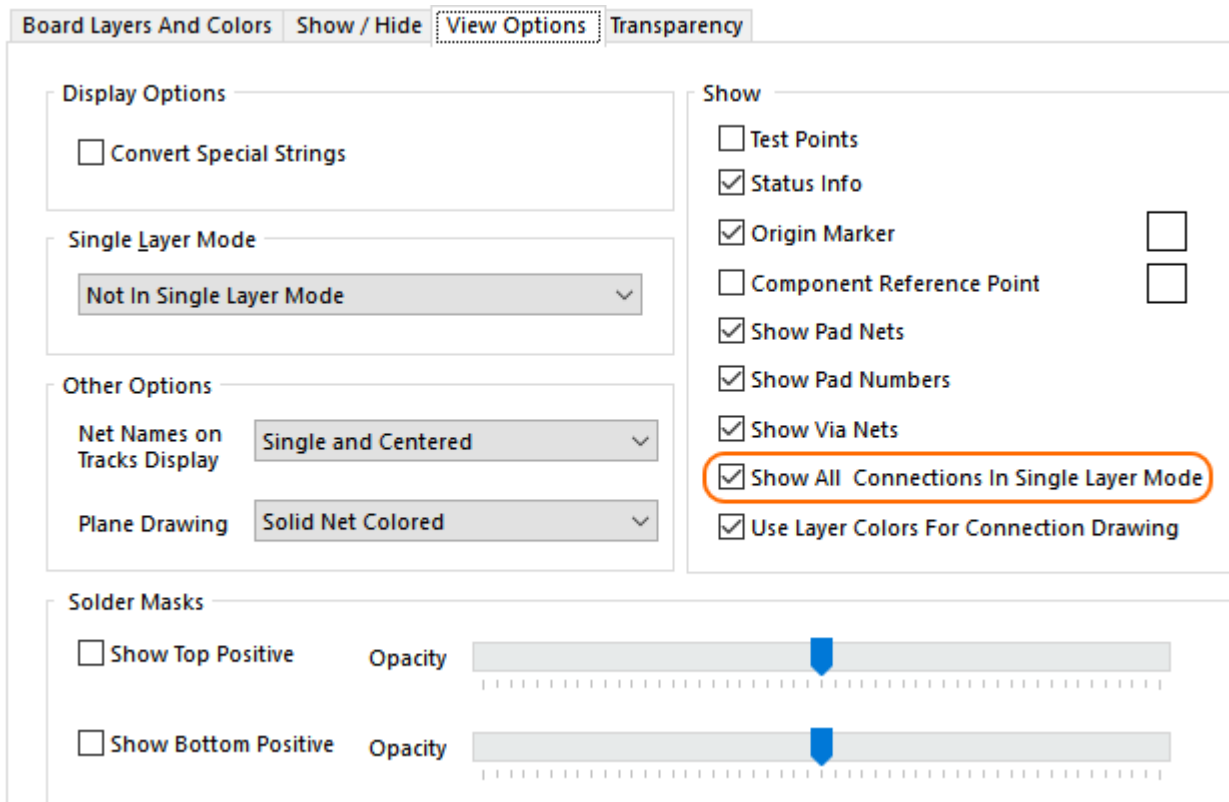 Board Layers And Colors
Show / Hide
View Options
Transparency
Display Options
Convert Special Strings
Single Layer Mode
Not In Single Layer Mode
Other Options
Net Names on
Tracks Display
Single and Centered
Plane Drawing
Solid Net Colored
Show
Test Points
Status Info
Origin Marker
Component Reference Point
Show Pad Nets
Show Pad Numbers
Show Via Nets
Show All  Connections In Single Layer Mode
Use Layer Colors For Connection Drawing
Solder Masks
Show Top Positive
Opacity
Show Bottom Positive
Opacity